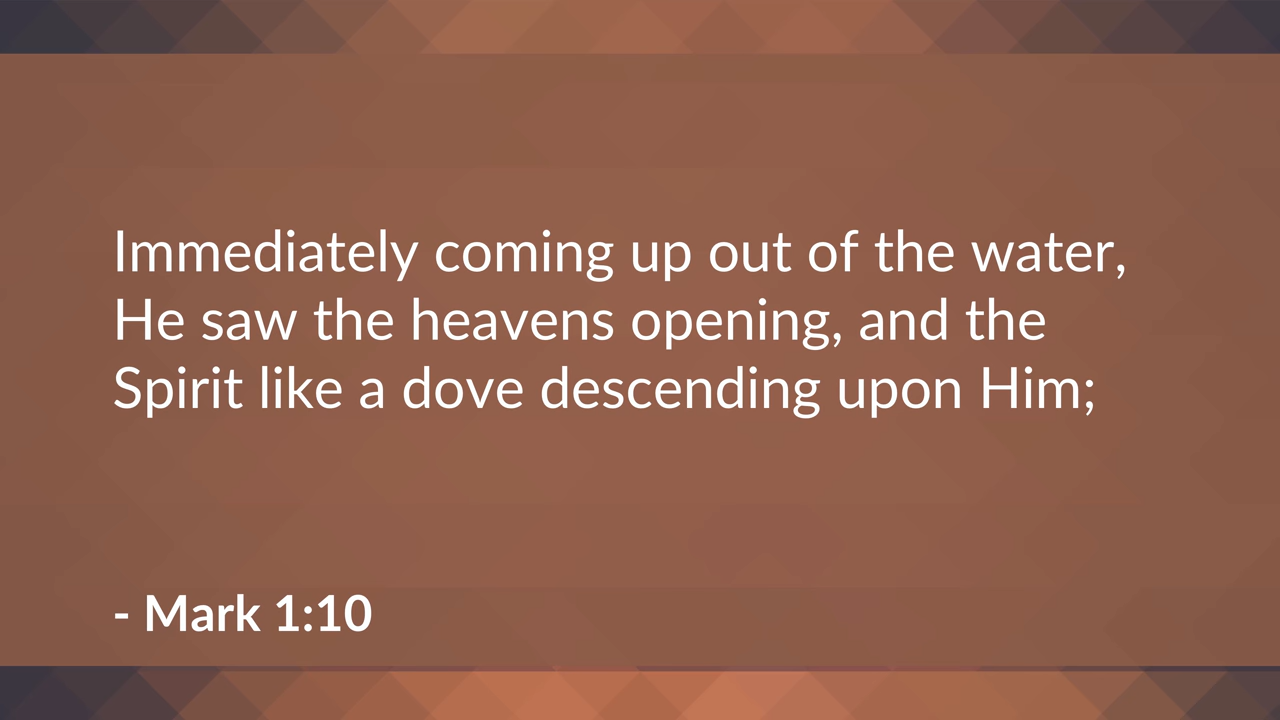 Immediately coming up out of the water,
He saw the heavens opening, and the
Spirit like a dove descending upon Him;
- Mark 1:10